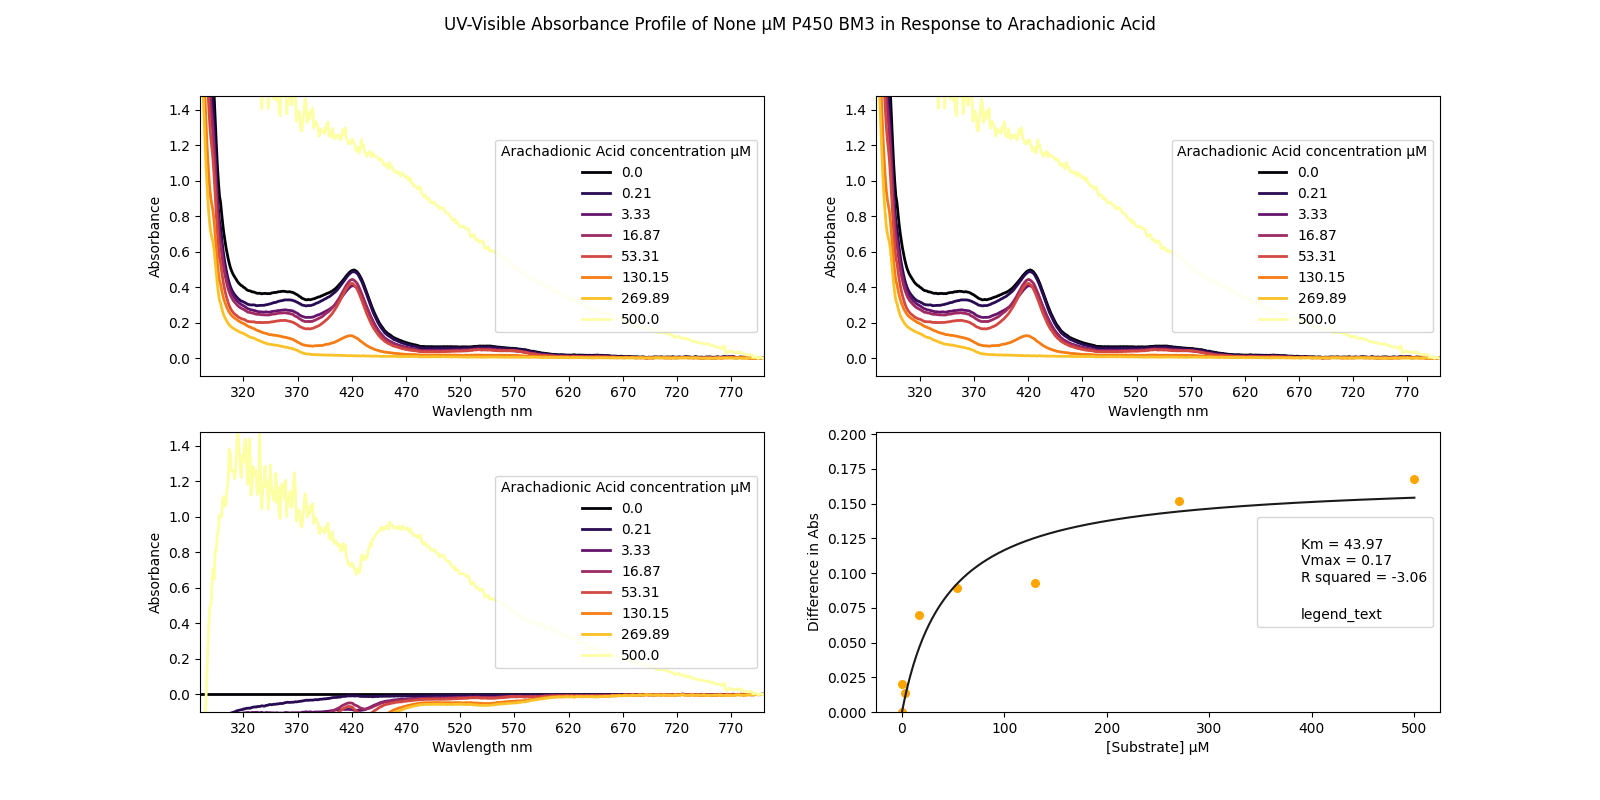 UV-Visible Absorbance Profile of None μM P450 BM3 in Response to Arachadionic Acid
1.4
1.2
1.0
0.8
0.6
0.4
0.2
0.0
Absorbance
320 370 420 470 520 570 620 670 720 770
Wavlength nm
Arachadionic Acid concentration μM
0.0
0.21
3.33
16.87
53.31
130.15
269.89
500.0
1.4
1.2
1.0
0.8
0.6
0.4
0.2
0.0
Absorbance
320 370 420 470 520 570 620 670 720 770
Wavlength nm
Arachadionic Acid concentration μM
0.0
0.21
3.33
16.87
53.31
130.15
269.89
500.0
1.4
1.2
1.0
0.8
0.6
0.4
0.2
0.0
Absorbance
320 370 420 470 520 570 620 670 720 770
Wavlength nm
Arachadionic Acid concentration μM
0.0
0.21
3.33
16.87
53.31
130.15
269.89
500.0
0.200
0.175
0.150
0.125
0.100
0.075
0.050
0.025
0.000
Difference in Abs
0 100 200 300 400 500
[Substrate] μM
Km = 43.97
Vmax = 0.17
R squared = -3.06
legend_text